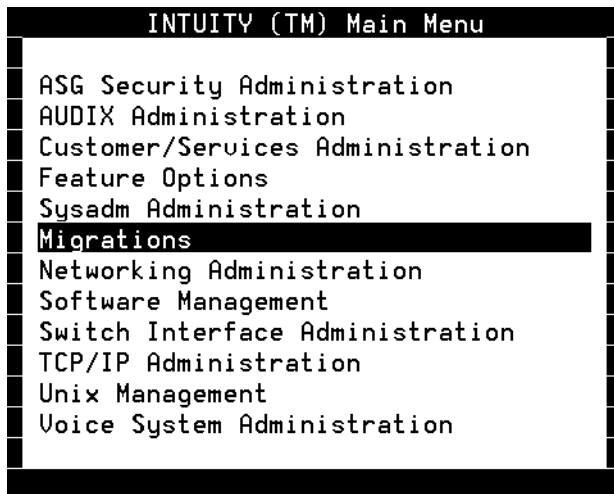 INTUITY (TM) Main Menu
ASG Security Administration
AUDIX Administration
Customer/Services Administration
Feature Options
Sysadm Administration
Migrations
Networking Administration
Software Management
Switch Interface Administration
TCP/IP Administration
Unix Management
Voice System Administration